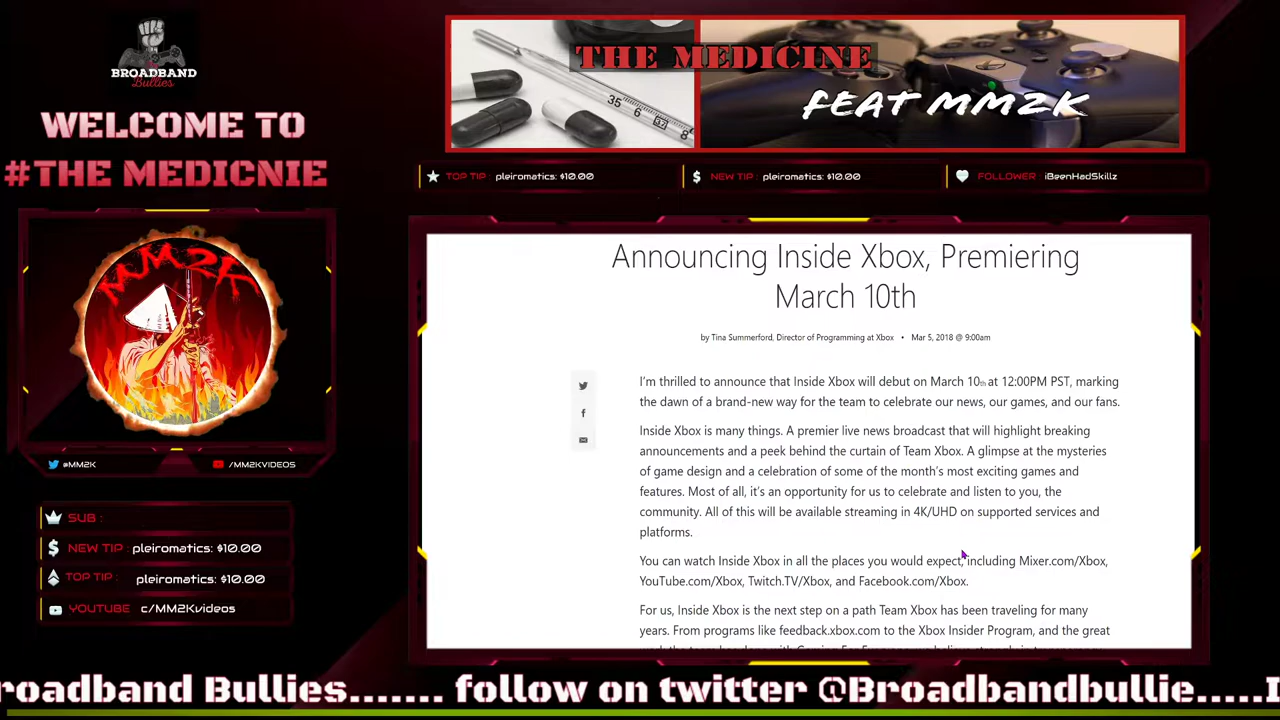 BROADBAND
Bullies
WELCOME TO
#THE MEDICNIE
THE MEDICINE
FEAT MM2K
35 6 37 8
TOP TIP : pleiromatics: $10.00
NEW TIP : pleiromatics: $10.00
FOLLOWER : iBeenHadSkillz
MM2K
@MM2K
/MM2KVIDEOS
SUB :
NEW TIP : pleiromatics: $10.00
TOP TIP : pleiromatics: $10.00
YOUTUBE c/MM2Kvideos
Announcing Inside Xbox, Premiering
March 10th
by Tina Summerford, Director of Programming at Xbox • Mar 5, 2018 @ 9:00am
I'm thrilled to announce that Inside Xbox will debut on March 10th at 12:00PM PST, marking
the dawn of a brand-new way for the team to celebrate our news, our games, and our fans.
Inside Xbox is many things. A premier live news broadcast that will highlight breaking
announcements and a peek behind the curtain of Team Xbox. A glimpse at the mysteries
of game design and a celebration of some of the month's most exciting games and
features. Most of all, it's an opportunity for us to celebrate and listen to you, the
community. All of this will be available streaming in 4K/UHD on supported services and
platforms.
You can watch Inside Xbox in all the places you would expect, including Mixer.com/Xbox,
YouTube.com/Xbox, Twitch.TV/Xbox, and Facebook.com/Xbox.
For us, Inside Xbox is the next step on a path Team Xbox has been traveling for many
years. From programs like feedback.xbox.com to the Xbox Insider Program, and the great
roadband Bullies....... follow on twitter @Broadbandbullie.....I